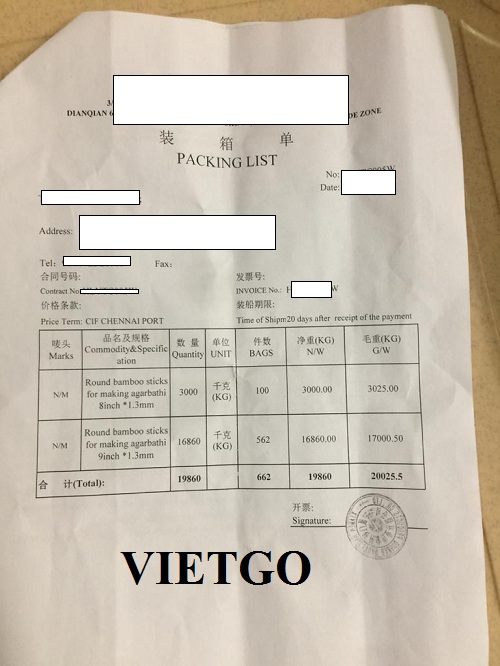 3/
DIANQIAN 6 DE ZONE
装 箱 单
PACKING LIST
No:
Date:
Address:
Tel: Fax:
合同号码: 发票号:
Contract No INVOICE No.: H W
价格条款: 装船期限:
Price Term: CIF CHENNAI PORT Time of Shipm20 days after receipt of the payment
唛头 品名及规格 数 量 单位 件数 净重(KG) 毛重(KG)
Marks Commodity&Specific Quantity UNIT BAGS N/W G/W
ation
N/M Round bamboo sticks for making agarbathi 8inch *1.3mm 3000 千克 (KG) 100 3000.00 3025.00
N/M Round bamboo sticks for making agarbathi 9inch *1.3mm 16860 千克 (KG) 562 16860.00 17000.50
合 计(Total): 19860 662 19860 20025.5
开票:
Signature:
VIETGO